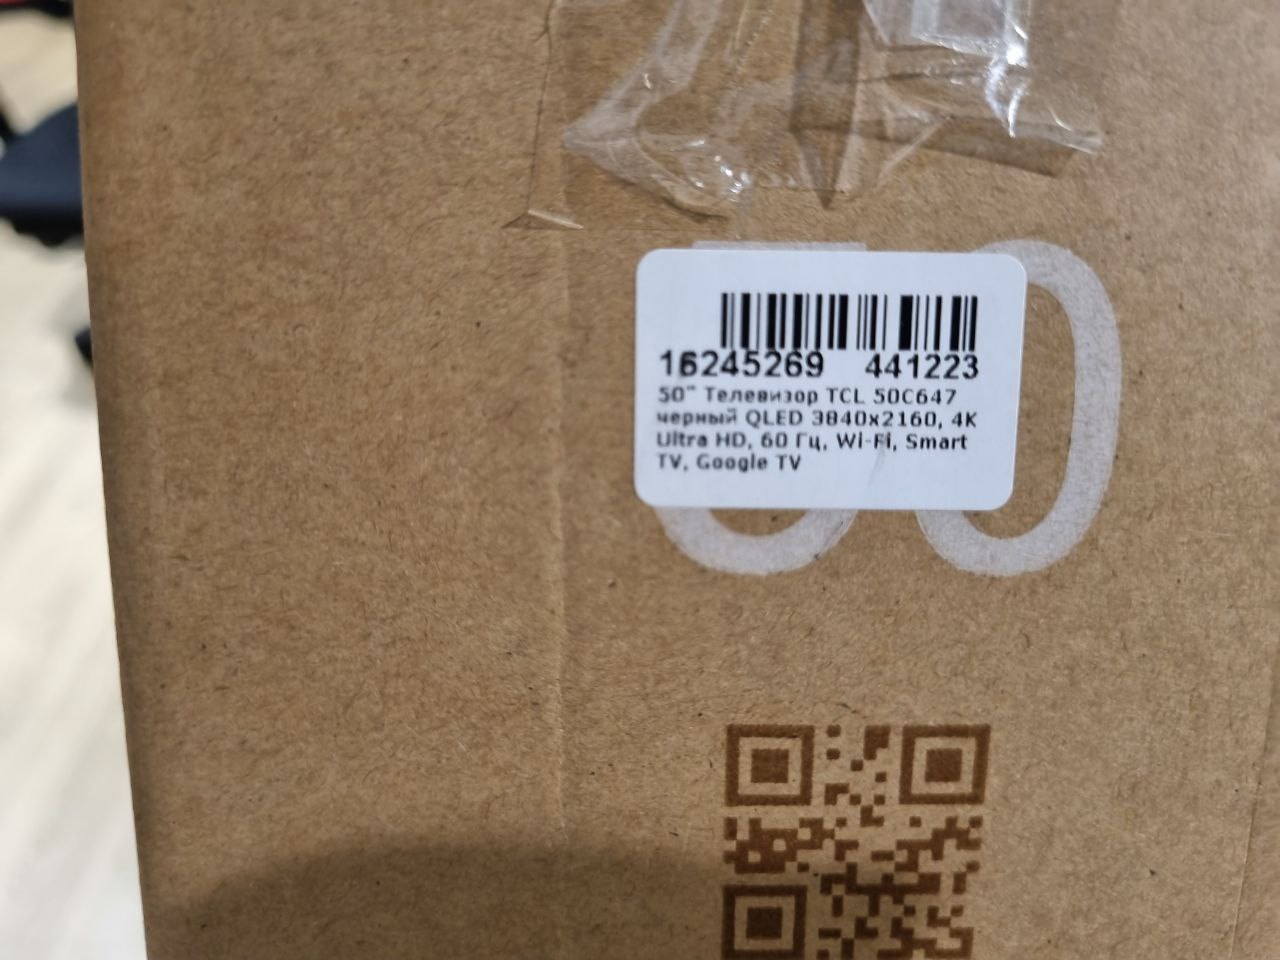 16245269 441223
50" Телевизор TCL 50C647
черный QLED 3840x2160, 4K
Ultra HD, 60 Гц, Wi-Fi, Smart
TV, Google TV